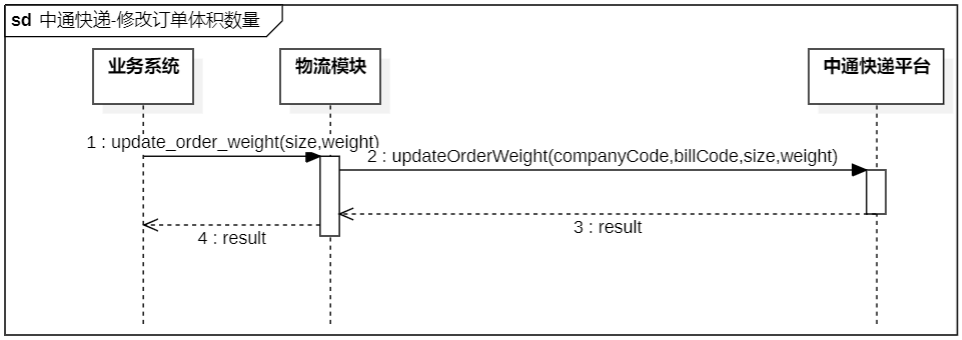 sd 中通快递-修改订单体积数量
业务系统
物流模块
中通快递平台
1 : update_order_weight(size,weight)
2 : updateOrderWeight(companyCode,billCode,size,weight)
3 : result
4 : result